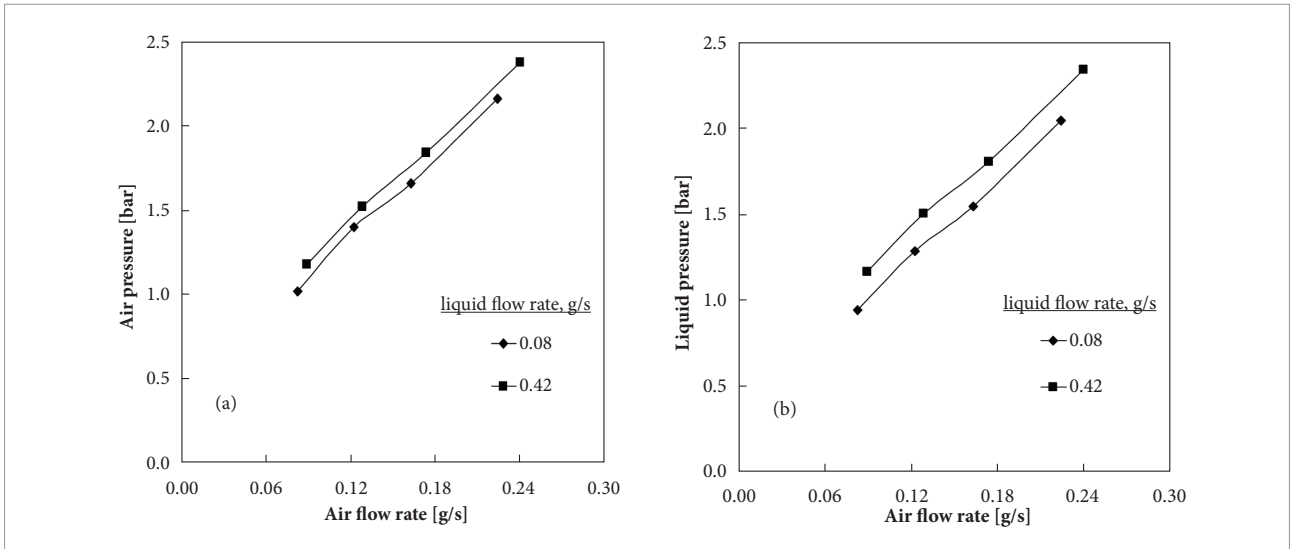 2.5
2.0
1.5
1.0
0.5
0.0
Air pressure [bar]
liquid flow rate, g/s
0.08
0.42
(a)
0.00 0.06 0.12 0.18 0.24 0.30
Air flow rate [g/s]
2.5
2.0
1.5
1.0
0.5
0.0
Liquid pressure [bar]
liquid flow rate, g/s
0.08
0.42
(b)
0.00 0.06 0.12 0.18 0.24 0.30
Air flow rate [g/s]